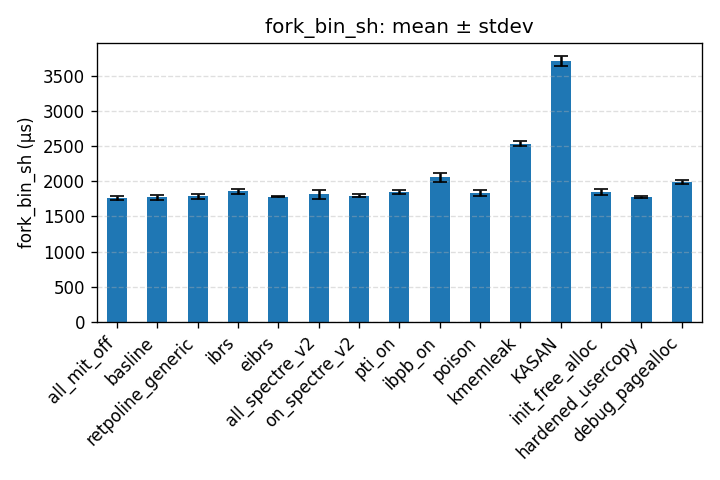 fork_bin_sh: mean ± stdev
fork_bin_sh (µs)
3500
3000
2500
2000
1500
1000
500
0
all_mit_off
basline
retpoline_generic
ibrs
eibrs
all_spectre_v2
on_spectre_v2
pti_on
ibpb_on
poison
kmemleak
KASAN
init_free_alloc
hardened_usercopy
debug_pagealloc